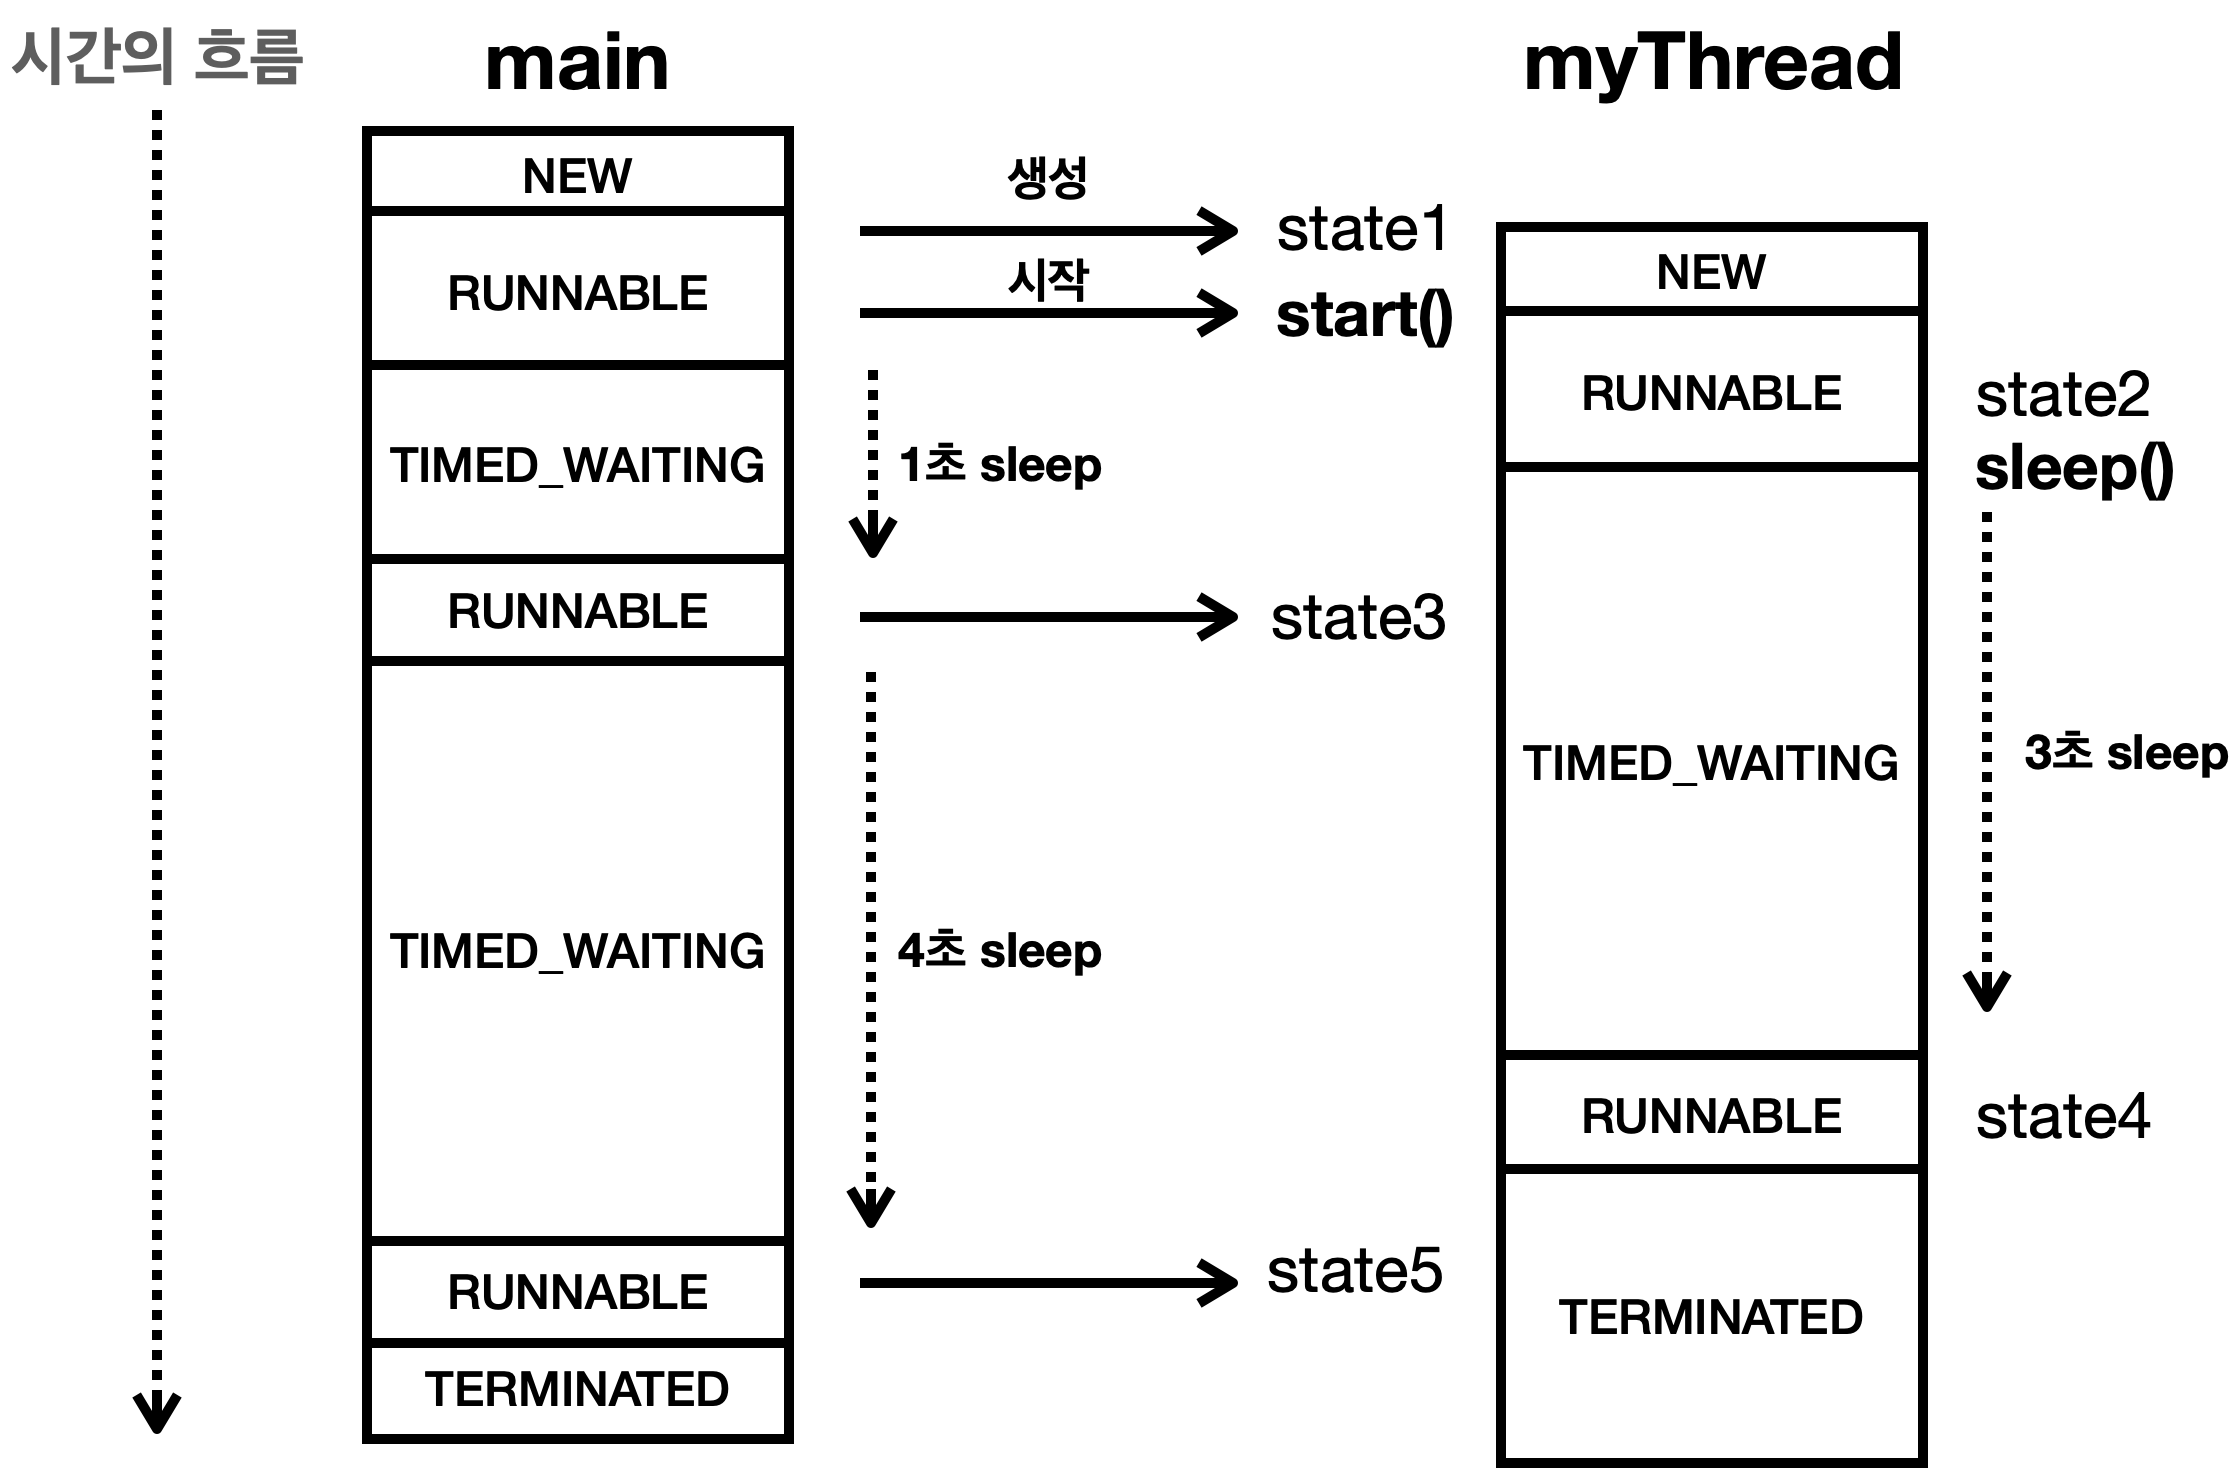 시간의 흐름
main
myThread
NEW
RUNNABLE
TIMED_WAITING
RUNNABLE
TIMED_WAITING
RUNNABLE
TERMINATED
생성
state1
시작
start()
1초 sleep
state3
4초 sleep
state5
NEW
RUNNABLE
TIMED_WAITING
RUNNABLE
TERMINATED
state2
sleep()
3초 sleep
state4